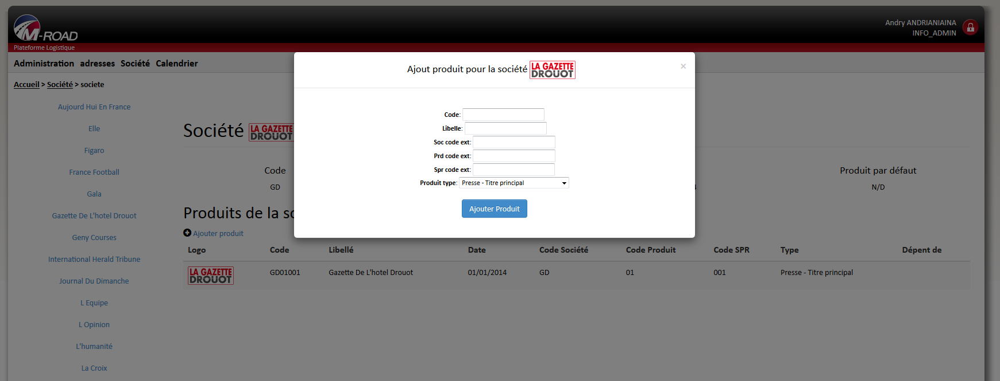 M-ROAD
Andry ANDRIANIAINA
INFO_ADMIN
Plateforme Logistique
Administration adresses Société Calendrier
Accueil > Société > societe
Aujourd Hui En France
Elle
Figaro
France Football
Gala
Gazette De L'hotel Drouot
Geny Courses
International Herald Tribune
Journal Du Dimanche
L Equipe
L Opinion
L'humanité
La Croix
Ajout produit pour la société LA GAZETTE DROUOT ×
Code:
Libelle:
Soc code ext:
Prd code ext:
Spr code ext:
Produit type: Presse - Titre principal
Ajouter Produit
Société LA GAZETTE DROUOT
Code Produit par défaut
GD N/D
Produits de la so
Ajouter produit
Logo Code Libellé Date Code Société Code Produit Code SPR Type Dépent de
LA GAZETTE DROUOT GD01001 Gazette De L'hotel Drouot 01/01/2014 GD 01 001 Presse - Titre principal